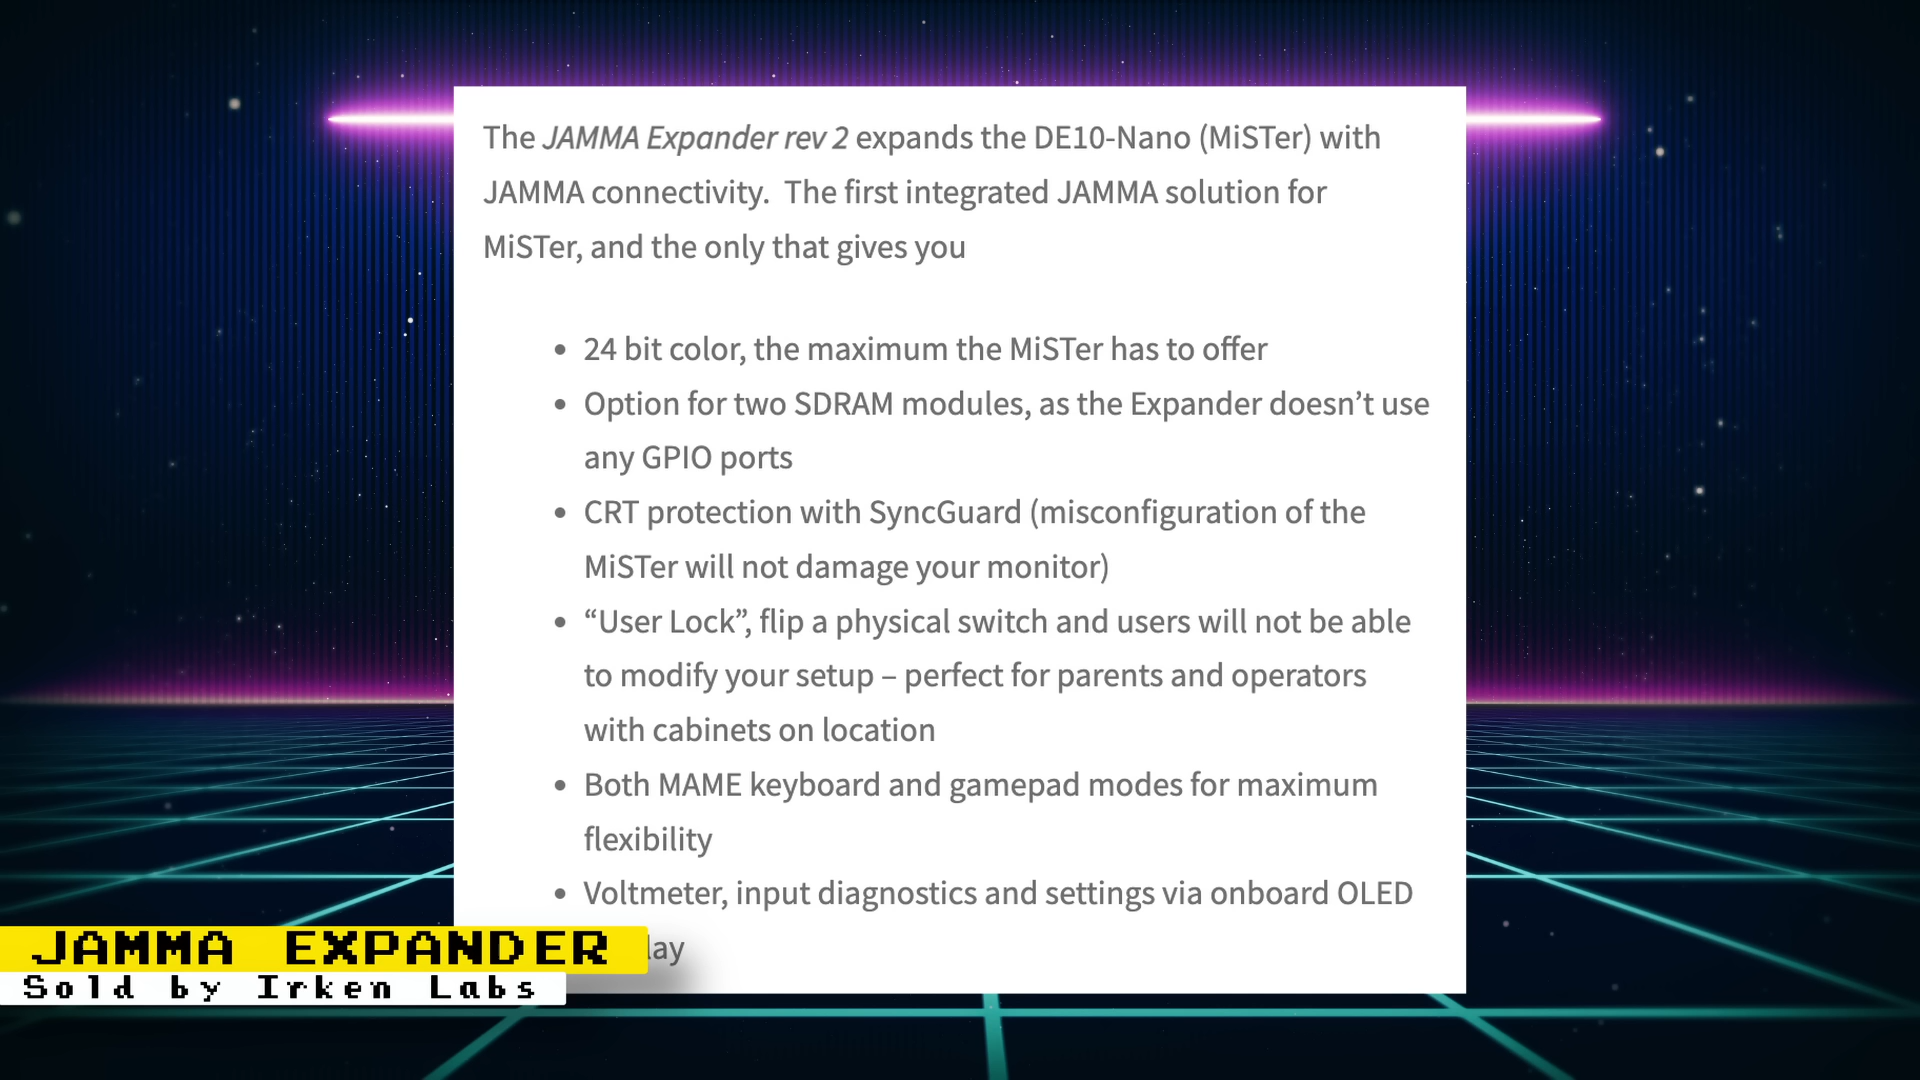 The JAMMA Expander rev 2 expands the DE10-Nano (MiSTer) with
JAMMA connectivity.  The first integrated JAMMA solution for
MiSTer, and the only that gives you
• 24 bit color, the maximum the MiSTer has to offer
• Option for two SDRAM modules, as the Expander doesn’t use
any GPIO ports
• CRT protection with SyncGuard (misconfiguration of the
MiSTer will not damage your monitor)
• “User Lock”, flip a physical switch and users will not be able
to modify your setup – perfect for parents and operators
with cabinets on location
• Both MAME keyboard and gamepad modes for maximum
flexibility
• Voltmeter, input diagnostics and settings via onboard OLED
JAMMA EXPANDER
Sold by Irken Labs